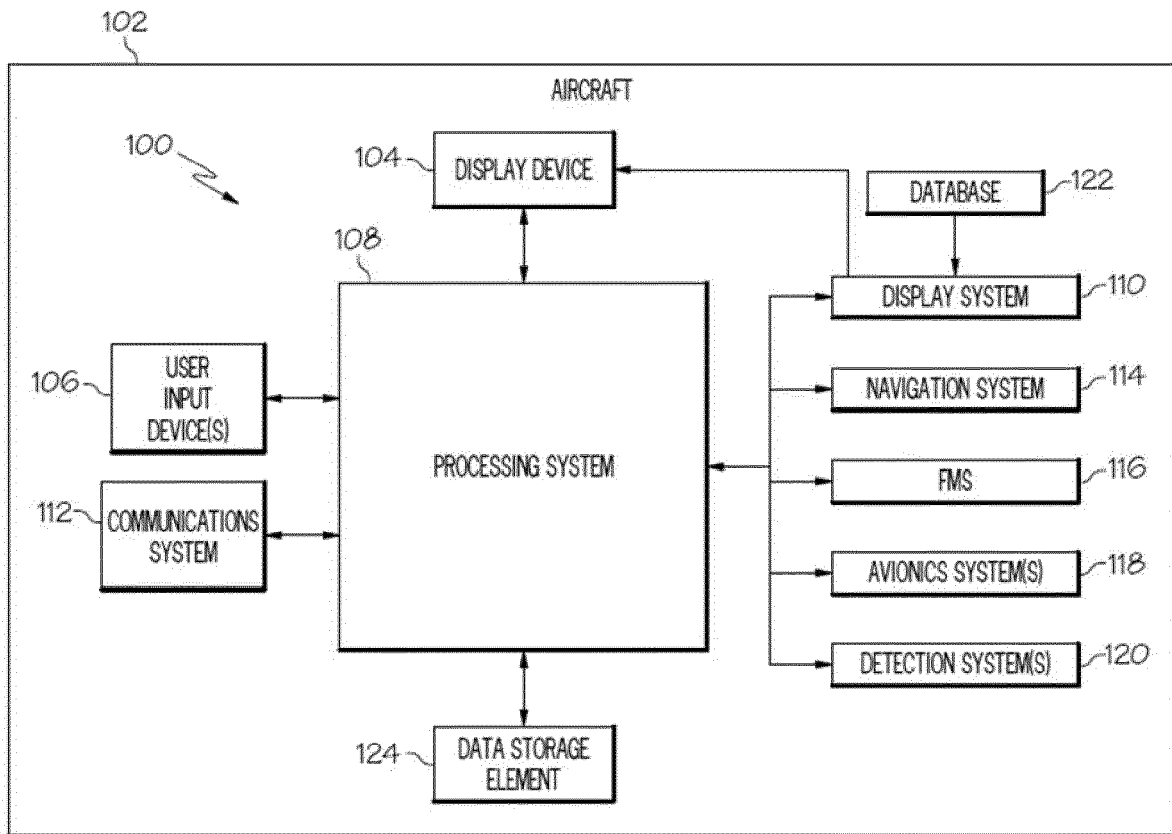 102
AIRCRAFT
100
104
DISPLAY DEVICE
DATABASE
122
108
DISPLAY SYSTEM
110
106
USER
INPUT
DEVICE(S)
NAVIGATION SYSTEM
114
PROCESSING SYSTEM
FMS
116
112
COMMUNICATIONS
SYSTEM
AVIONICS SYSTEM(S)
118
DETECTION SYSTEM(S)
120
124
DATA STORAGE
ELEMENT